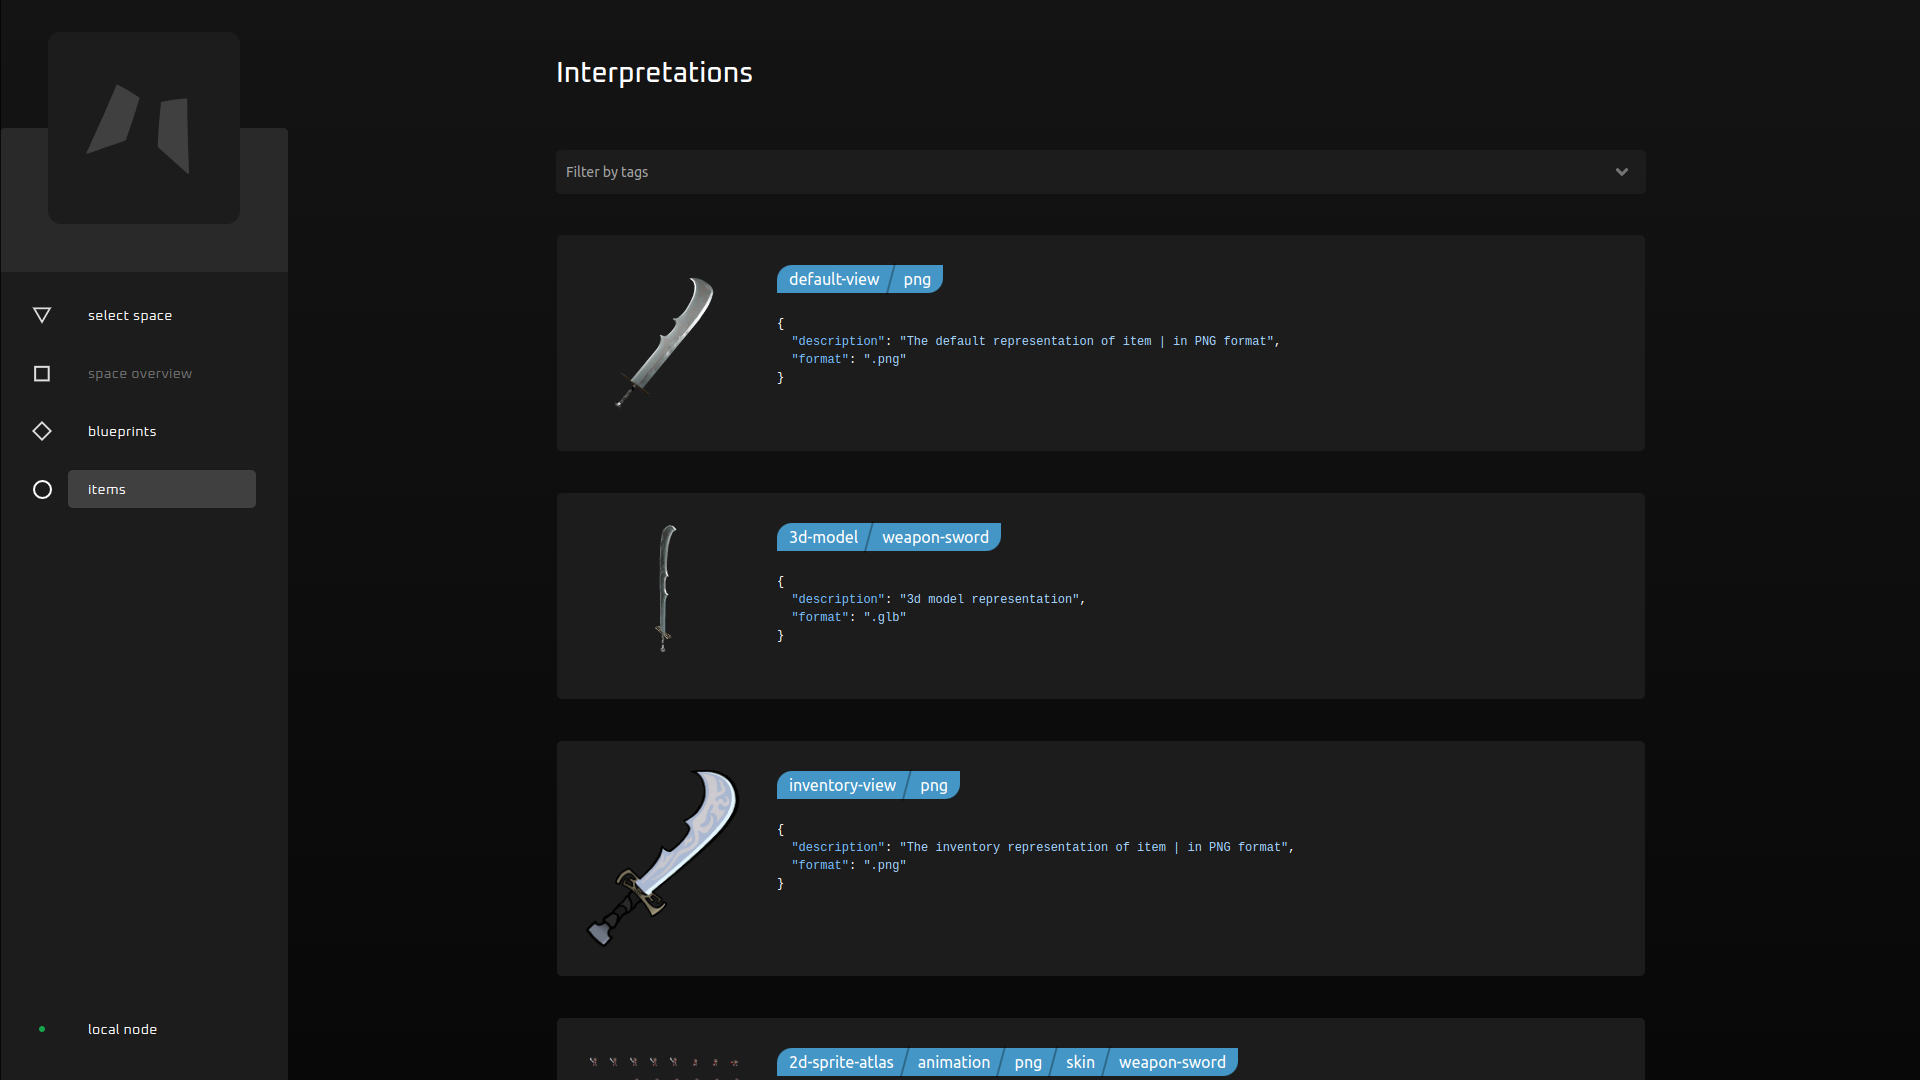 Interpretations
Filter by tags
select space
space overview
blueprints
items
local node
default-view png
{
"description": "The default representation of item | in PNG format",
"format": ".png"
}
3d-model weapon-sword
{
"description": "3d model representation",
"format": ".glb"
}
inventory-view png
{
"description": "The inventory representation of item | in PNG format",
"format": ".png"
}
2d-sprite-atlas animation png skin weapon-sword